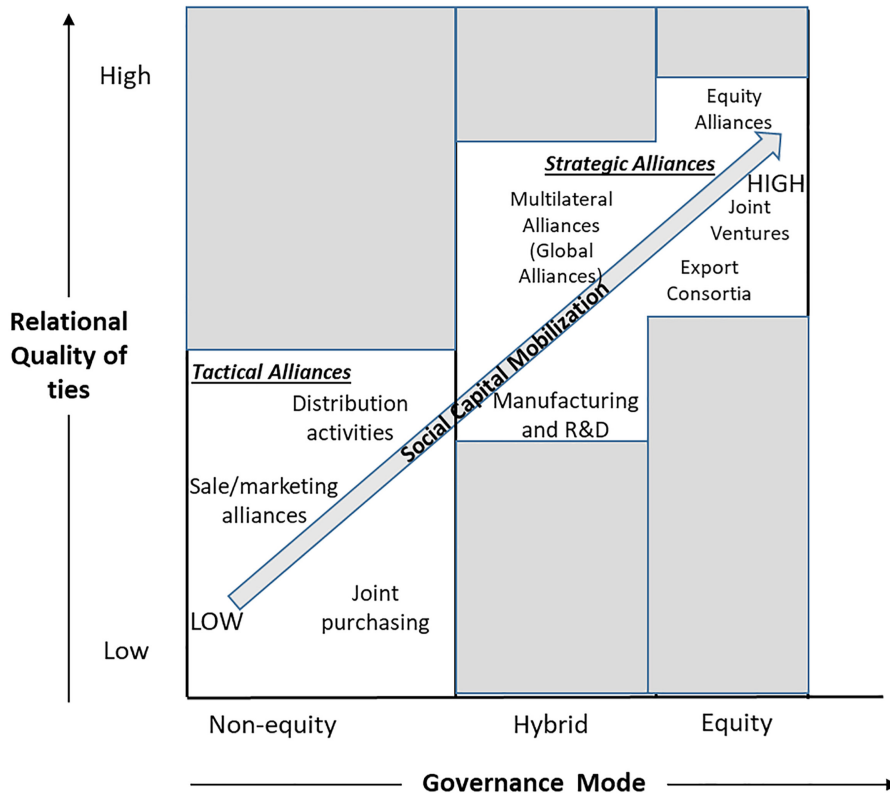 High
Equity
Alliances
Strategic Alliances
HIGH
Multilateral
Alliances
(Global
Alliances)
Joint
Ventures
Export
Consortia
Social Capital Mobilization
Relational
Quality of
ties
Tactical Alliances
Distribution
activities
Manufacturing
and R&D
Sale/marketing
alliances
Joint
purchasing
LOW
Low
Non-equity
Hybrid
Equity
Governance Mode